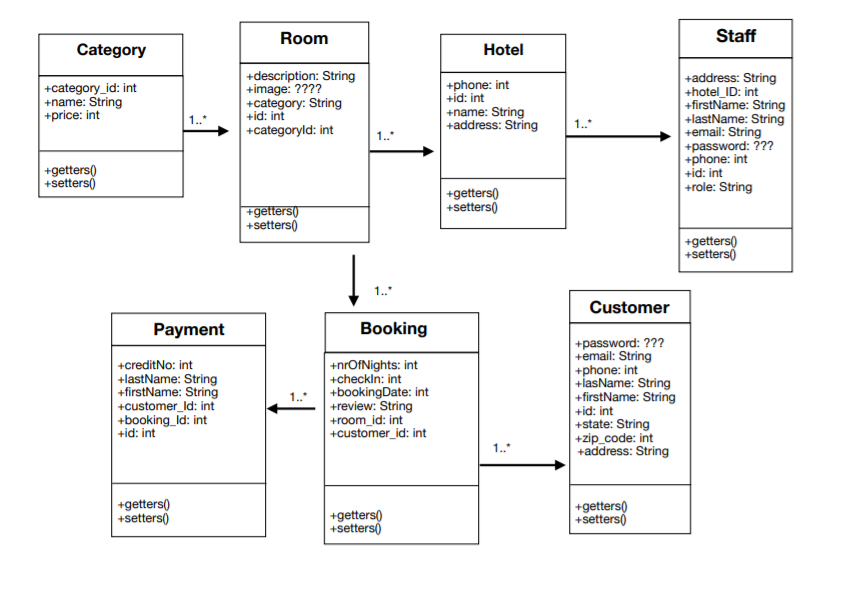 Category
+category_id: int
+name: String
+price: int
+getters()
+setters()
1..*
Room
+description: String
+image: ????
+category: String
+id: int
+categoryId: int
+getters()
+setters()
1..*
Hotel
+phone: int
+id: int
+name: String
+address: String
+getters()
+setters()
1..*
Staff
+address: String
+hotel_ID: int
+firstName: String
+lastName: String
+email: String
+password: ???
+phone: int
+id: int
+role: String
+getters()
+setters()
1..*
Payment
+creditNo: int
+lastName: String
+firstName: String
+customer_Id: int
+booking_Id: int
+id: int
+getters()
+setters()
1..*
Booking
+nrOfNights: int
+checkIn: int
+bookingDate: int
+review: String
+room_id: int
+customer_id: int
+getters()
+setters()
1..*
Customer
+password: ???
+email: String
+phone: int
+lasName: String
+firstName: String
+id: int
+state: String
+zip_code: int
+address: String
+getters()
+setters()